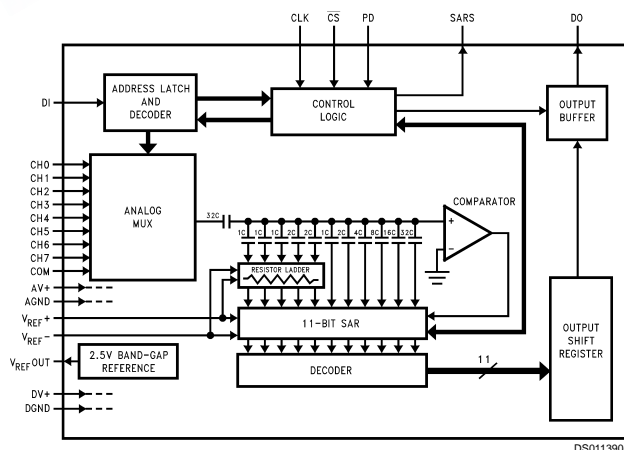 CLK CS PD SARS DO
DI
ADDRESS LATCH
AND
DECODER
CONTROL
LOGIC
OUTPUT
BUFFER
CH0
CH1
CH2
CH3
CH4
CH5
CH6
CH7
COM
ANALOG
MUX
32C
1C 1C 1C 2C 2C 1C 2C 4C 8C 16C 32C
COMPARATOR
+
−
RESISTOR LADDER
AV+
AGND
VREF+
VREF−
11-BIT SAR
VREFOUT
2.5V BAND-GAP
REFERENCE
DECODER
11
OUTPUT
SHIFT
REGISTER
DV+
DGND
DS011390